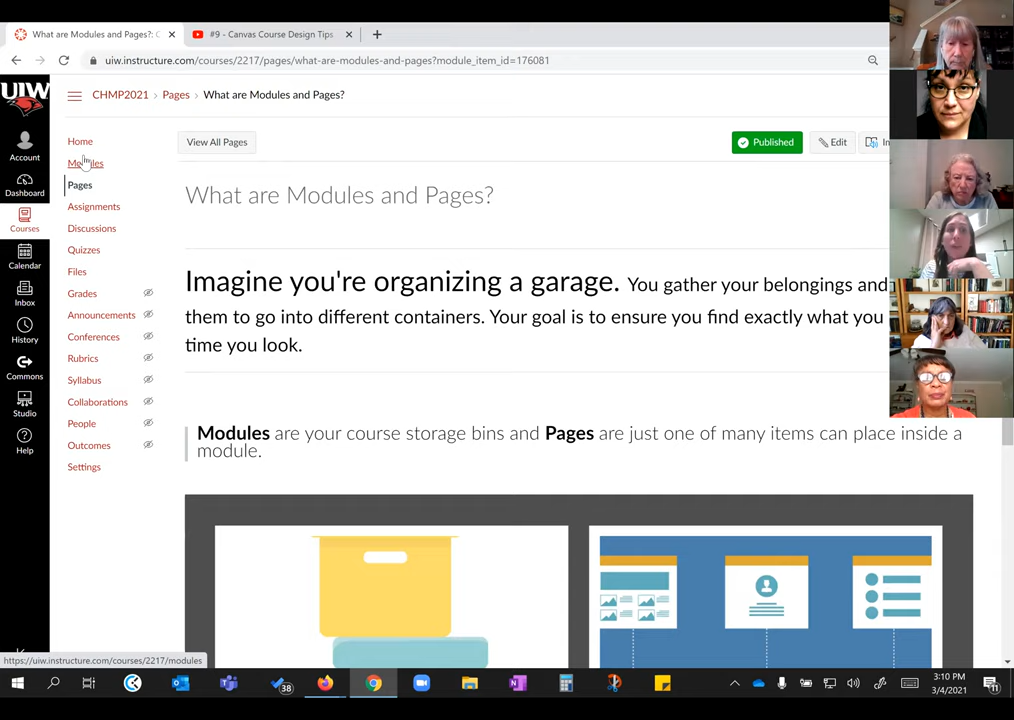 What are Modules and Pages?: C
#9 - Canvas Course Design Tips
uiw.instructure.com/courses/2217/pages/what-are-modules-and-pages?module_item_id=176081
UIW
CHMP2021 > Pages > What are Modules and Pages?
Account
Dashboard
Courses
Calendar
Inbox
History
Commons
Studio
Help
Home
Modules
Pages
Assignments
Discussions
Quizzes
Files
Grades
Announcements
Conferences
Rubrics
Syllabus
Collaborations
People
Outcomes
Settings
View All Pages
Published
Edit
What are Modules and Pages?
Imagine you're organizing a garage. You gather your belongings and
them to go into different containers. Your goal is to ensure you find exactly what you
time you look.
Modules are your course storage bins and Pages are just one of many items can place inside a
module.
https://uiw.instructure.com/courses/2217/modules
38
3:10 PM
3/4/2021
11